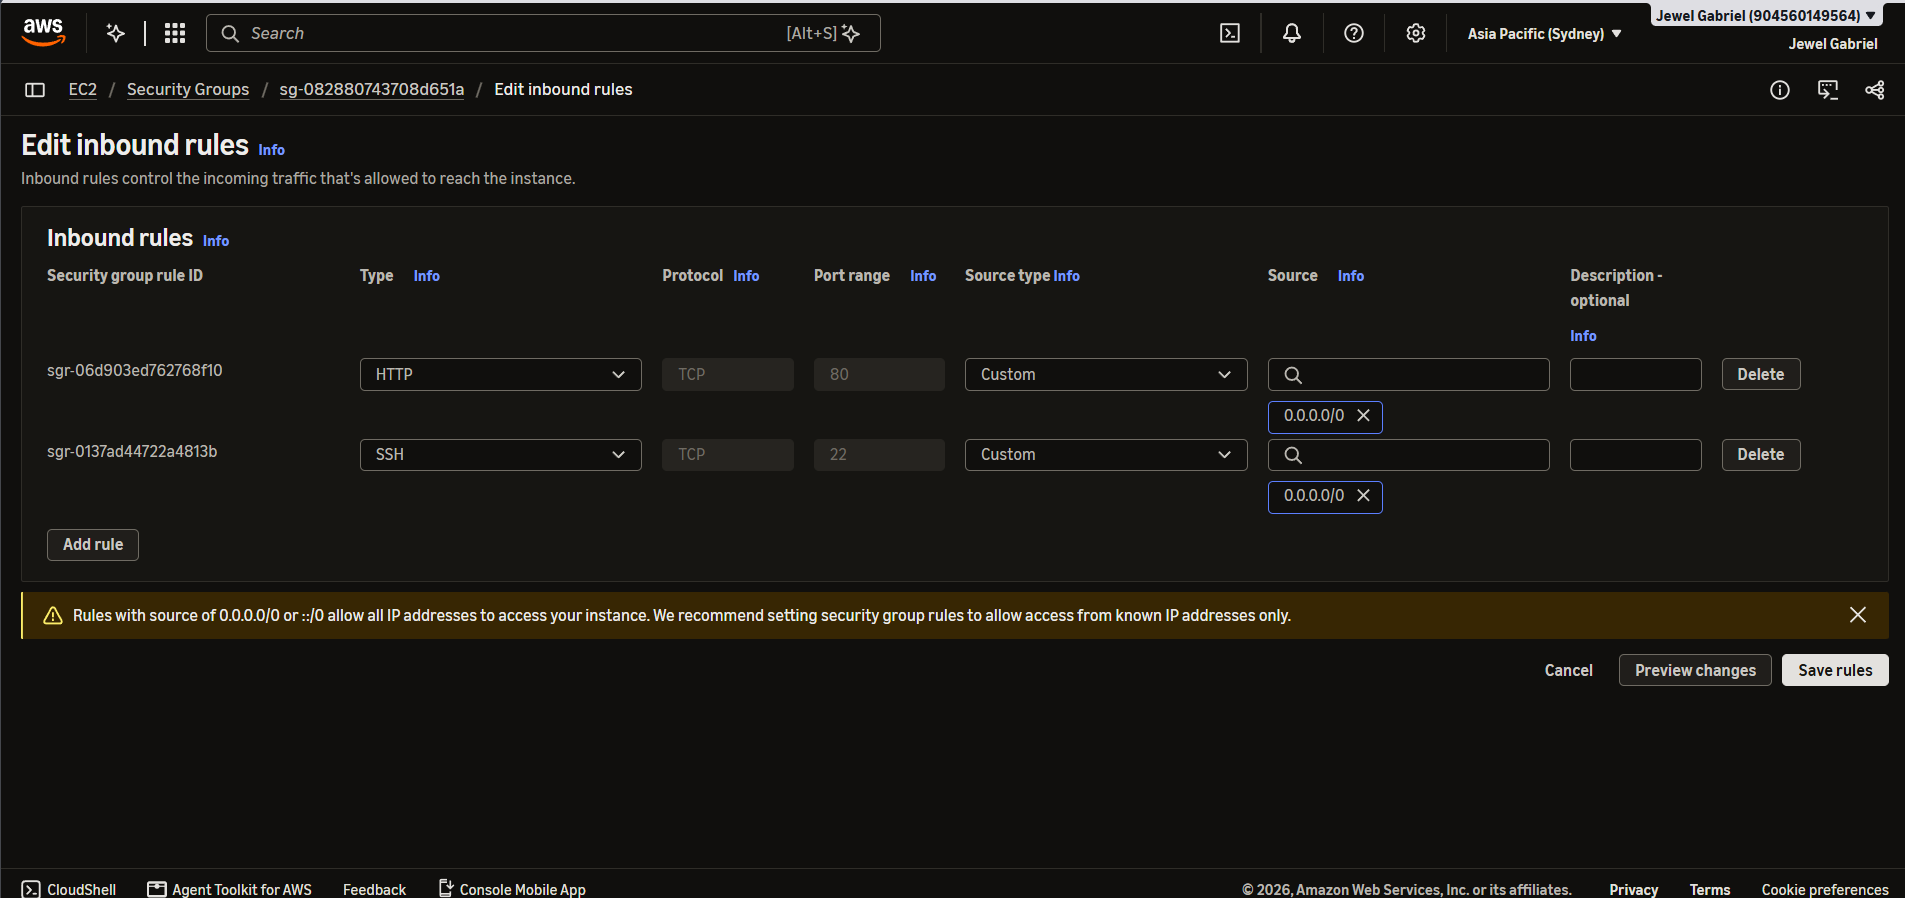 aws
Search [Alt+S]
Asia Pacific (Sydney)
Jewel Gabriel (904560149564)
Jewel Gabriel
EC2 / Security Groups / sg-082880743708d651a / Edit inbound rules
Edit inbound rules Info
Inbound rules control the incoming traffic that's allowed to reach the instance.
Inbound rules Info
Security group rule ID Type Info Protocol Info Port range Info Source type Info Source Info Description - optional Info
sgr-06d903ed762768f10 HTTP TCP 80 Custom Delete
0.0.0.0/0
sgr-0137ad44722a4813b SSH TCP 22 Custom Delete
0.0.0.0/0
Add rule
Rules with source of 0.0.0.0/0 or ::/0 allow all IP addresses to access your instance. We recommend setting security group rules to allow access from known IP addresses only.
Cancel Preview changes Save rules
CloudShell Agent Toolkit for AWS Feedback Console Mobile App © 2026, Amazon Web Services, Inc. or its affiliates. Privacy Terms Cookie preferences